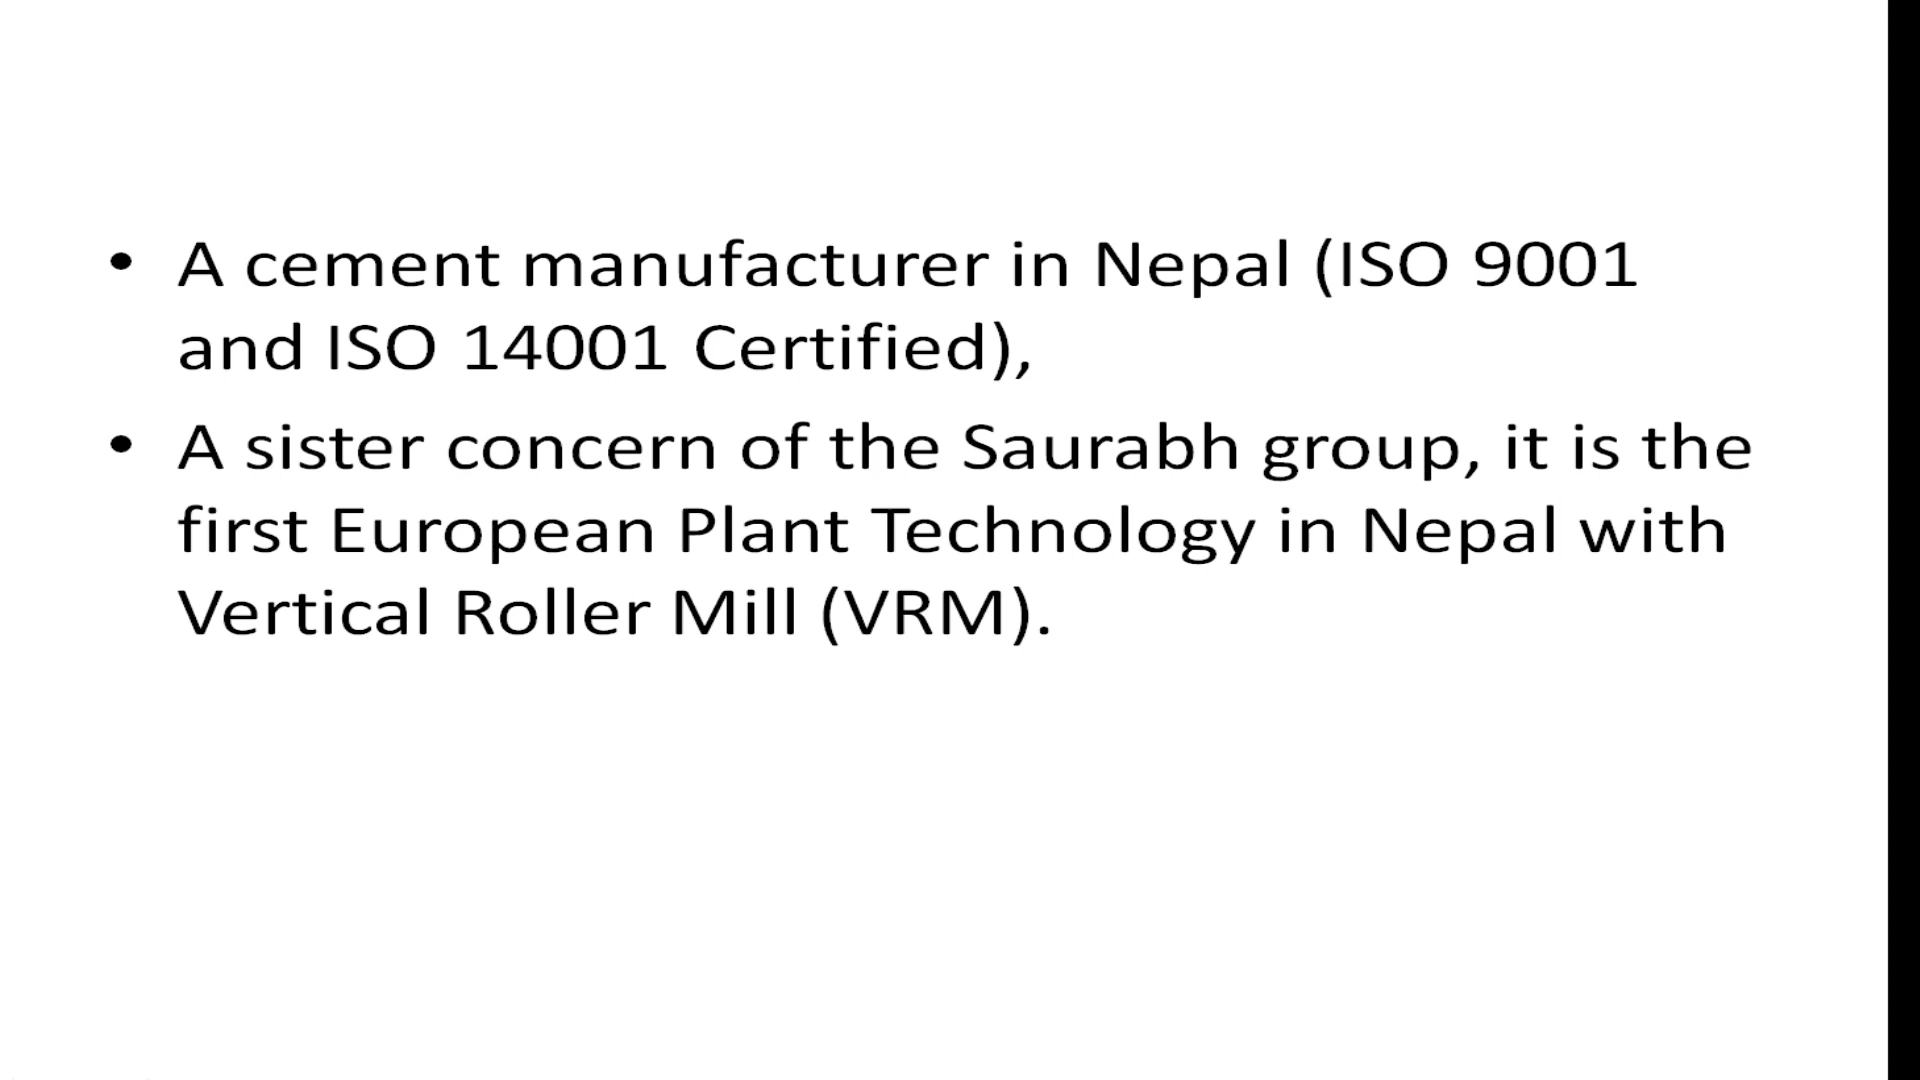 • A cement manufacturer in Nepal (ISO 9001
and ISO 14001 Certified),
• A sister concern of the Saurabh group, it is the
first European Plant Technology in Nepal with
Vertical Roller Mill (VRM).